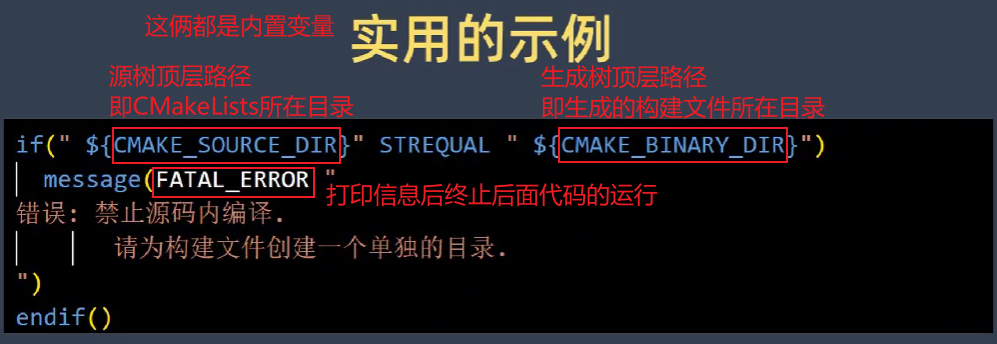 这俩都是内置变量
实用的示例
源树顶层路径
即CMakeLists所在目录
生成树顶层路径
即生成的构建文件所在目录
if(" ${CMAKE_SOURCE_DIR}" STREQUAL " ${CMAKE_BINARY_DIR}")
message(FATAL_ERROR "
打印信息后终止后面代码的运行
错误: 禁止源码内编译.
请为构建文件创建一个单独的目录.
")
endif()